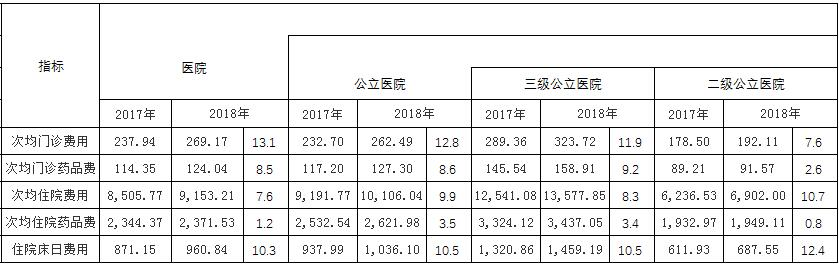 指标
医院
公立医院
三级公立医院
二级公立医院
2017年 2018年 2017年 2018年 2017年 2018年 2017年 2018年
次均门诊费用 237.94 269.17 13.1 232.70 262.49 12.8 289.36 323.72 11.9 178.50 192.11 7.6
次均门诊药品费 114.35 124.04 8.5 117.20 127.30 8.6 145.54 158.91 9.2 89.21 91.57 2.6
次均住院费用 8,505.77 9,153.21 7.6 9,191.77 10,106.04 9.9 12,541.08 13,577.85 8.3 6,236.53 6,902.00 10.7
次均住院药品费 2,344.37 2,371.53 1.2 2,532.54 2,621.98 3.5 3,324.12 3,437.05 3.4 1,932.97 1,949.11 0.8
住院床日费用 871.15 960.84 10.3 937.99 1,036.10 10.5 1,320.86 1,459.19 10.5 611.93 687.55 12.4